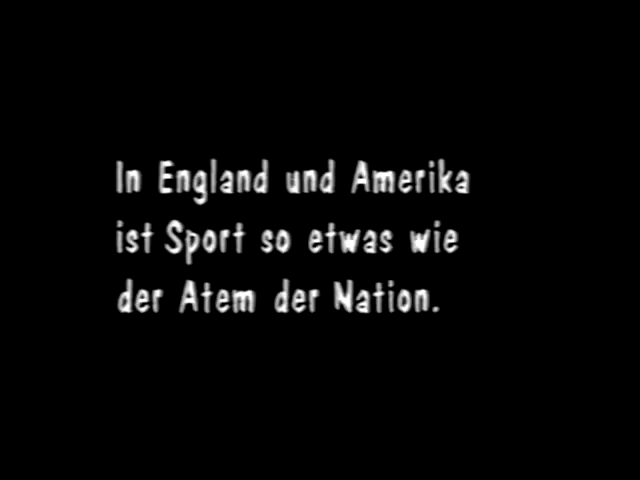 In England und Amerika
ist Sport so etwas wie
der Atem der Nation.